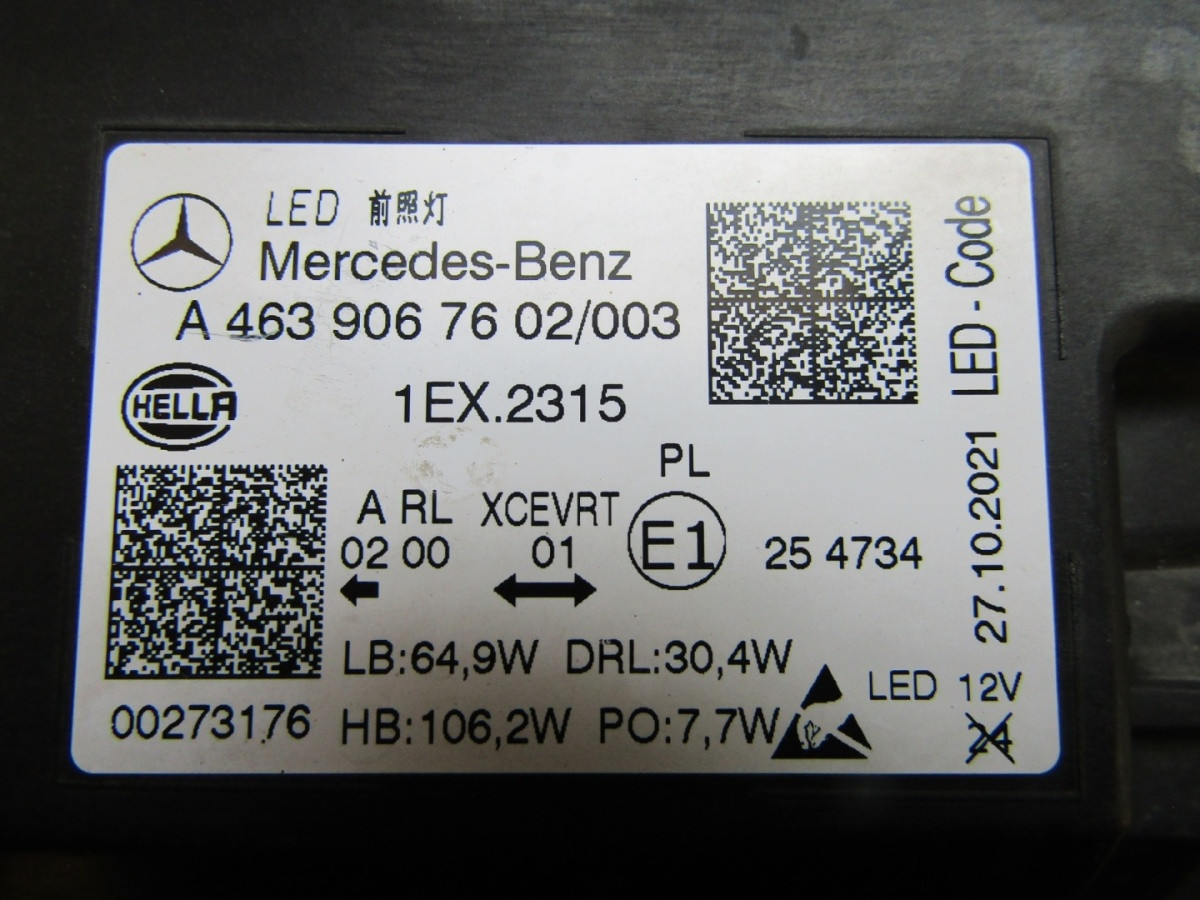 LED 前照灯
Mercedes-Benz
A 463 906 76 02/003
HELLA
1EX.2315
PL
A RL XCEVRT
02 00 01
E1
25 4734
LB:64,9W DRL:30,4W
00273176 HB:106,2W PO:7,7W
LED 12V
24
27.10.2021 LED - Code